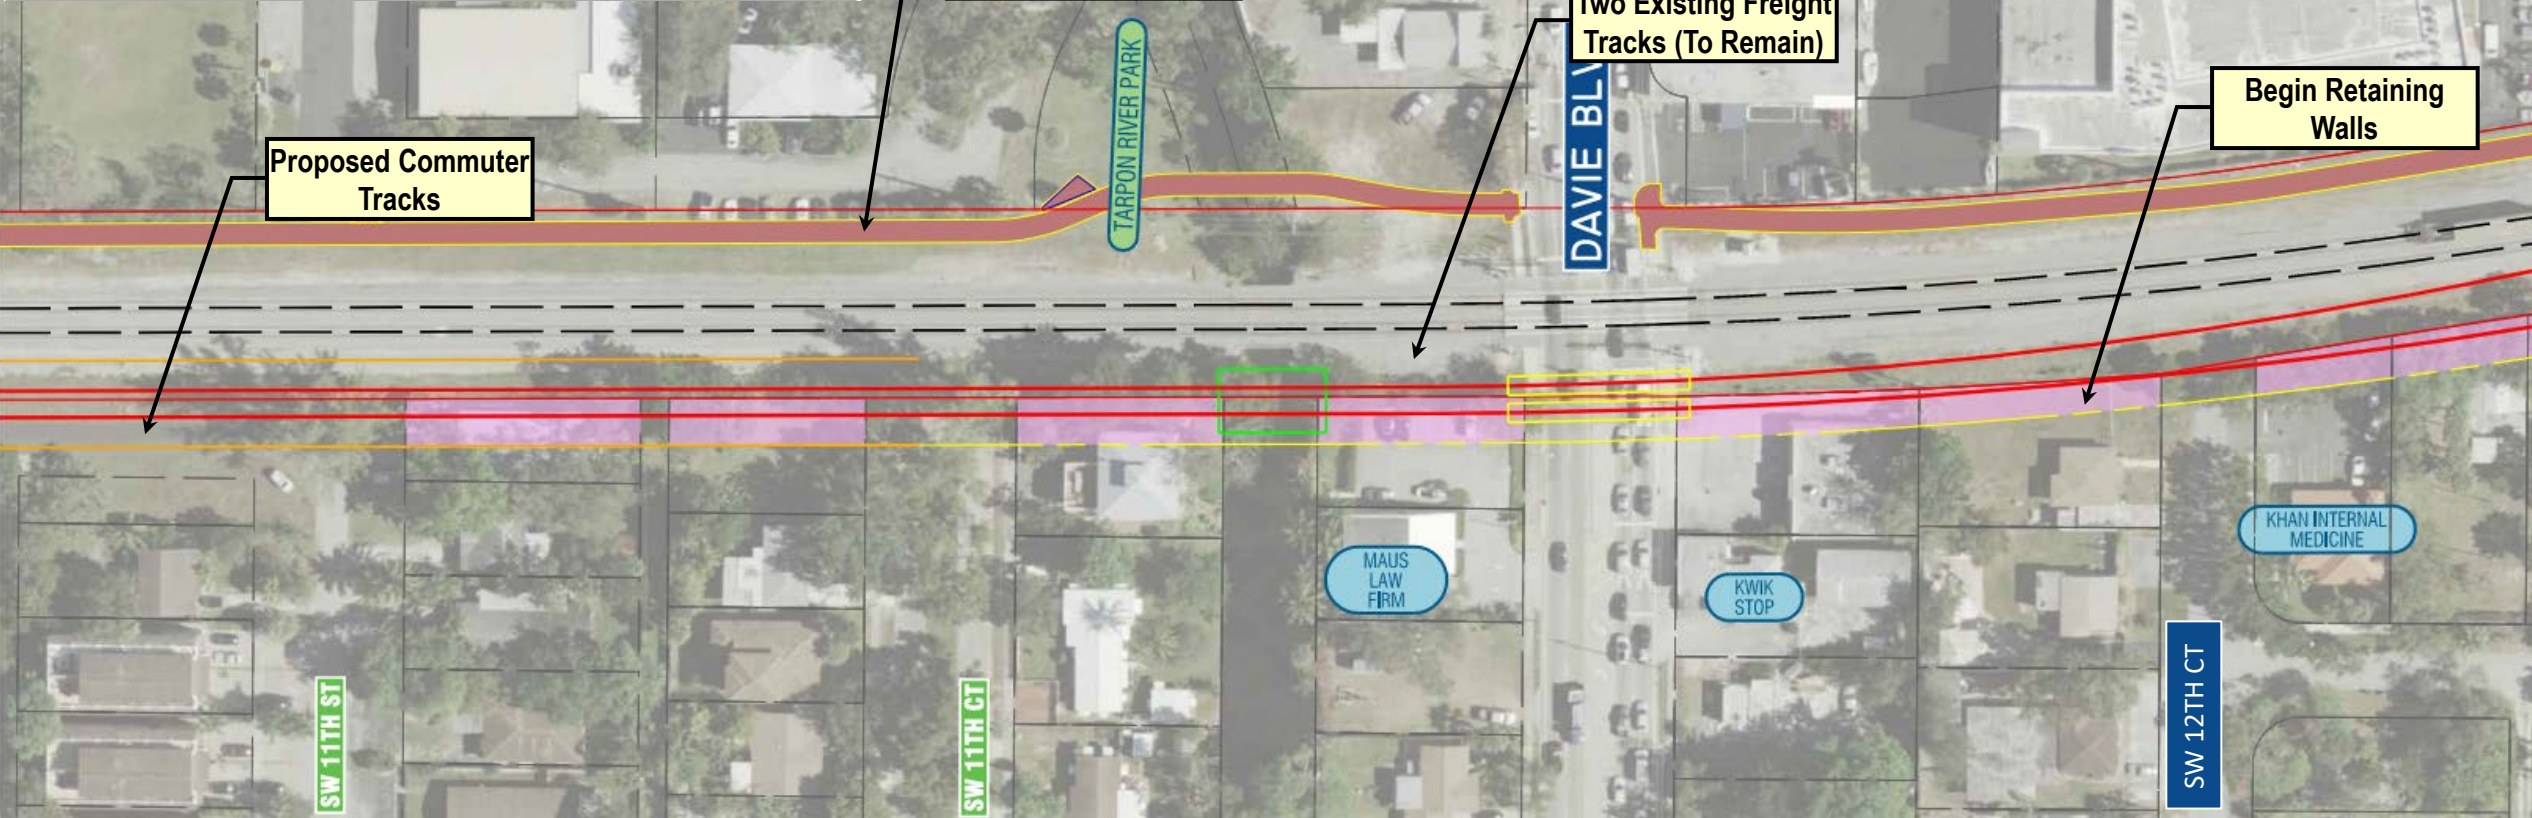 Two Existing Freight
Tracks (To Remain)
Begin Retaining
Walls
Proposed Commuter
Tracks
TARPON RIVER PARK
DAVIE BLV
KHAN INTERNAL
MEDICINE
MAUS
LAW
FIRM
KWIK
STOP
SW 11TH ST
SW 11TH CT
SW 12TH CT